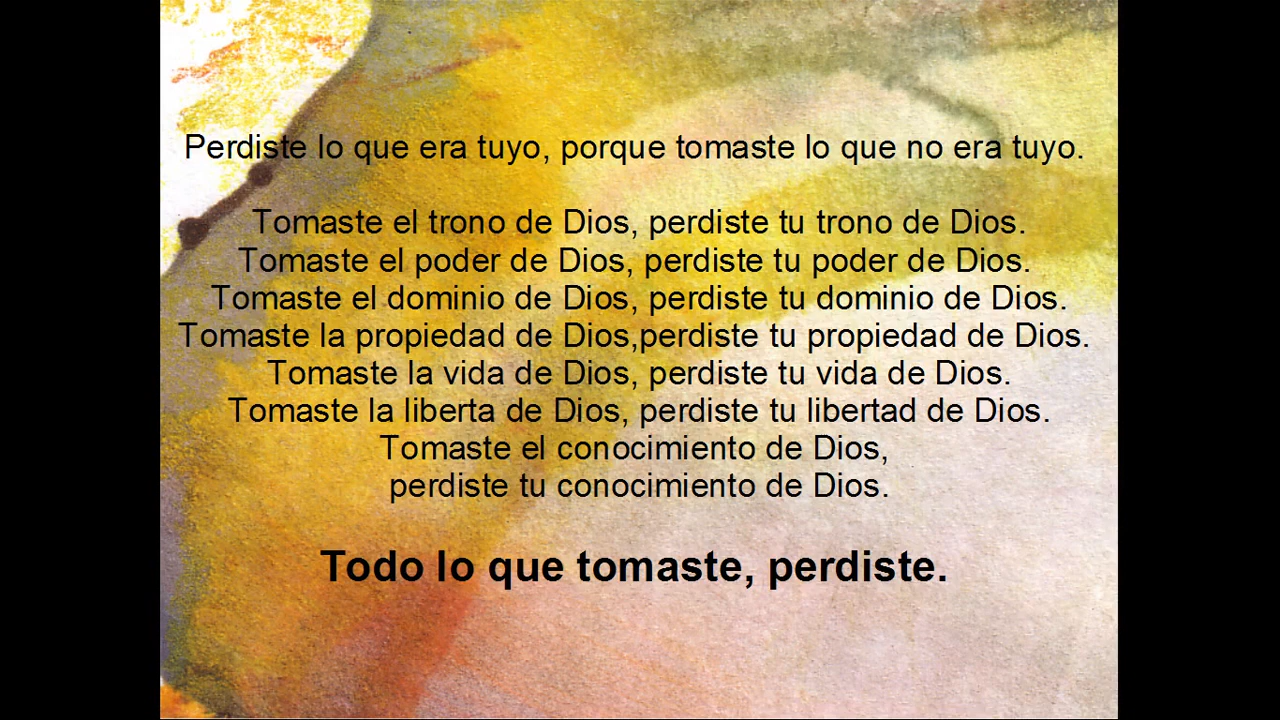 Perdiste lo que era tuyo, porque tomaste lo que no era tuyo.
Tomaste el trono de Dios, perdiste tu trono de Dios.
Tomaste el poder de Dios, perdiste tu poder de Dios.
Tomaste el dominio de Dios, perdiste tu dominio de Dios.
Tomaste la propiedad de Dios,perdiste tu propiedad de Dios.
Tomaste la vida de Dios, perdiste tu vida de Dios.
Tomaste la liberta de Dios, perdiste tu libertad de Dios.
Tomaste el conocimiento de Dios,
perdiste tu conocimiento de Dios.
Todo lo que tomaste, perdiste.